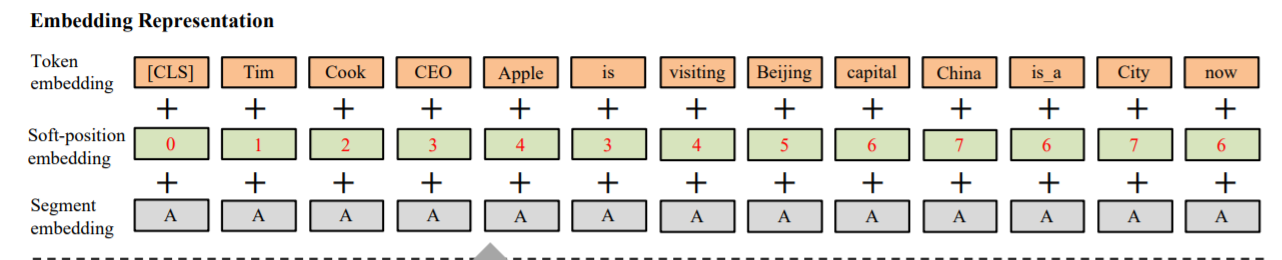 Embedding Representation
Token embedding [CLS] Tim Cook CEO Apple is visiting Beijing capital China is_a City now
+ + + + + + + + + + + + +
Soft-position embedding 0 1 2 3 4 3 4 5 6 7 6 7 6
+ + + + + + + + + + + + +
Segment embedding A A A A A A A A A A A A A